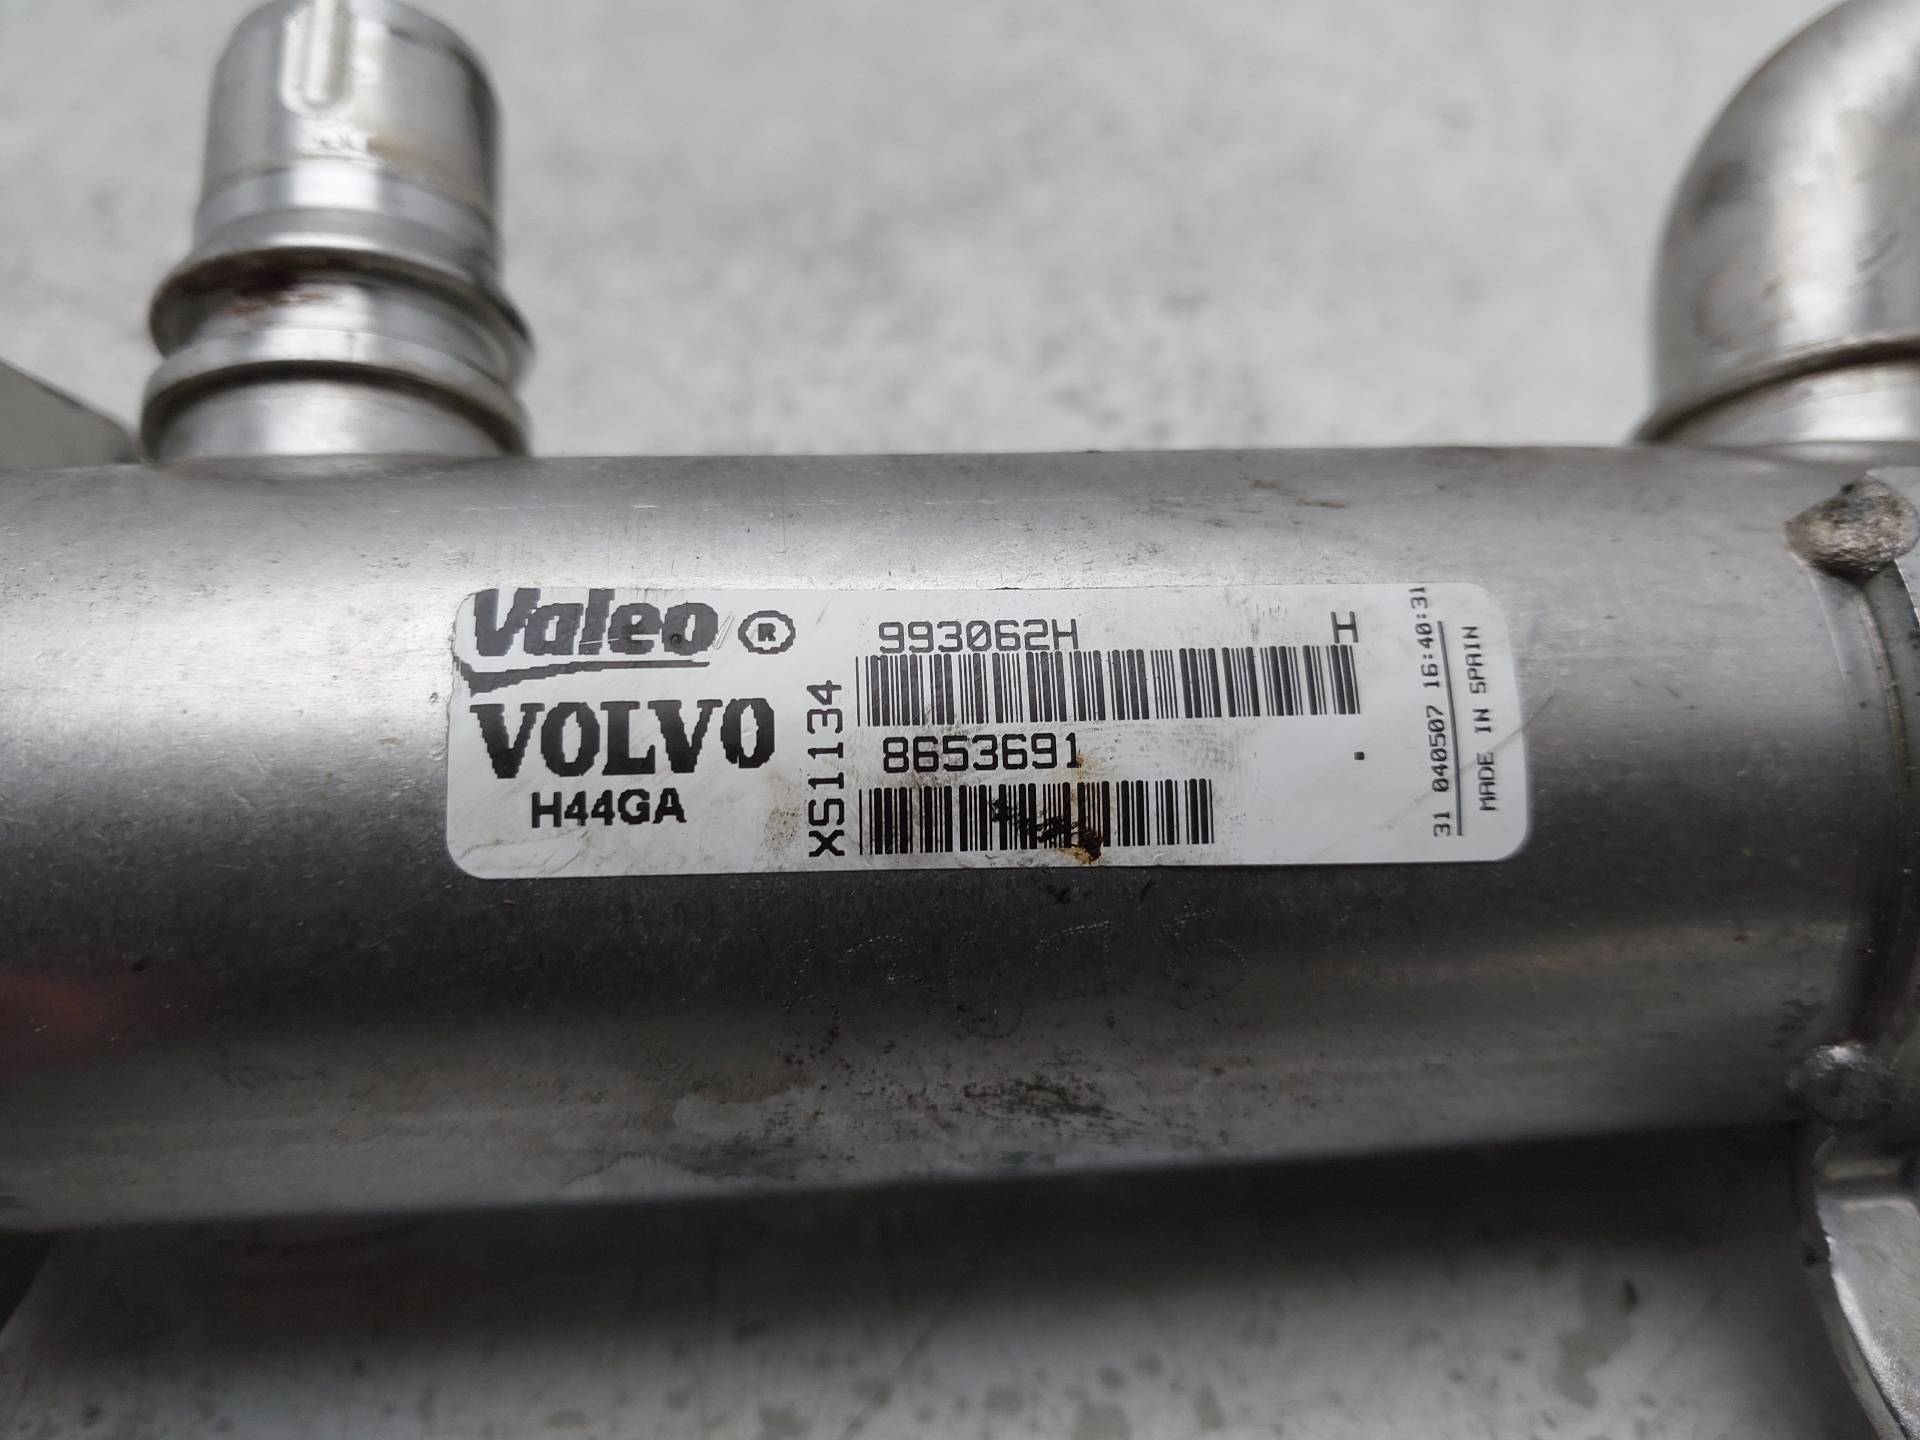 Valeo ®
VOLVO
H44GA
XS1134
993062H H
8653691 .
31 040507 16:40:31
MADE IN SPAIN